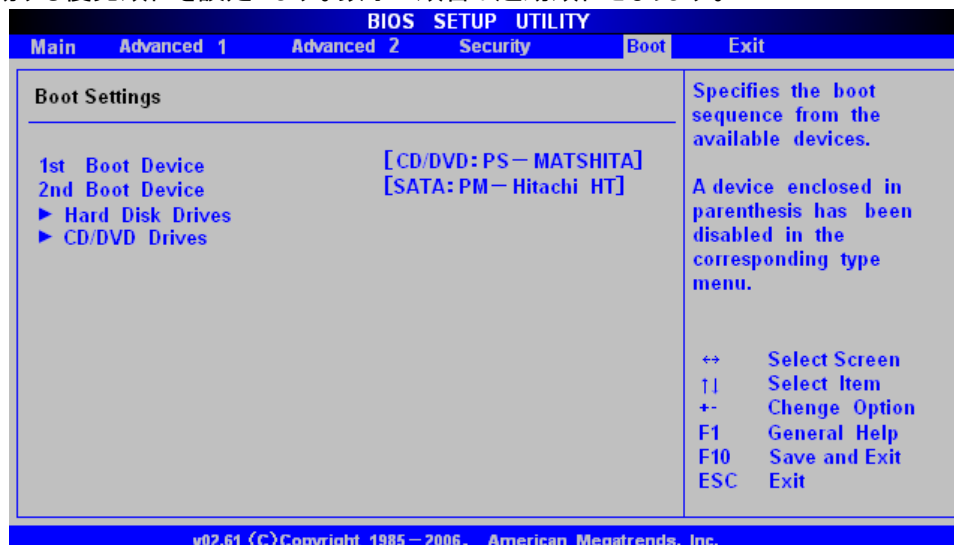 BIOS SETUP UTILITY
Main Advanced 1 Advanced 2 Security Boot Exit
Boot Settings
1st Boot Device [CD/DVD:PS－MATSHITA]
2nd Boot Device [SATA:PM－Hitachi HT]
► Hard Disk Drives
► CD/DVD Drives
Specifies the boot
sequence from the
available devices.
A device enclosed in
parenthesis has been
disabled in the
corresponding type
menu.
↔ Select Screen
↑↓ Select Item
+- Chenge Option
F1 General Help
F10 Save and Exit
ESC Exit
v02.61 (C)Copyright 1985－2006, American Megatrends, Inc.